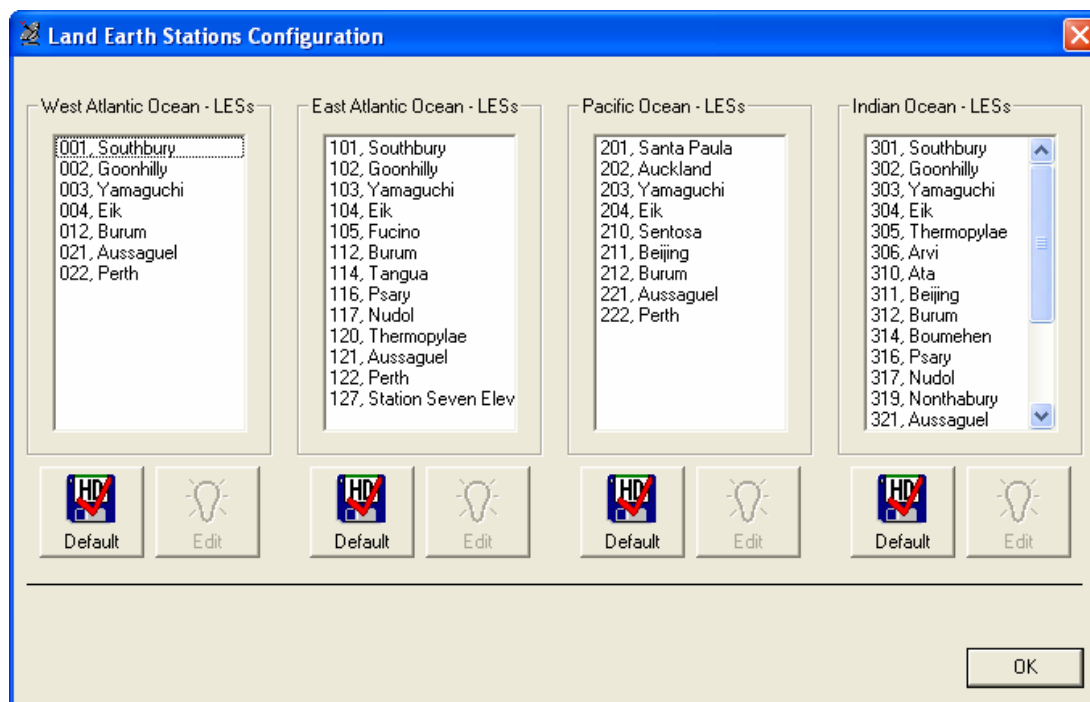 Land Earth Stations Configuration
West Atlantic Ocean - LESs
001, Southbury
002, Goonhilly
003, Yamaguchi
004, Eik
012, Burum
021, Aussaguel
022, Perth
Default
Edit
East Atlantic Ocean - LESs
101, Southbury
102, Goonhilly
103, Yamaguchi
104, Eik
105, Fucino
112, Burum
114, Tangua
116, Psary
117, Nudol
120, Thermopylae
121, Aussaguel
122, Perth
127, Station Seven Elev
Default
Edit
Pacific Ocean - LESs
201, Santa Paula
202, Auckland
203, Yamaguchi
204, Eik
210, Sentosa
211, Beijing
212, Burum
221, Aussaguel
222, Perth
Default
Edit
Indian Ocean - LESs
301, Southbury
302, Goonhilly
303, Yamaguchi
304, Eik
305, Thermopylae
306, Arvi
310, Ata
311, Beijing
312, Burum
314, Boumehen
316, Psary
317, Nudol
319, Nonthabury
321, Aussaguel
Default
Edit
HD
HD
HD
HD
OK